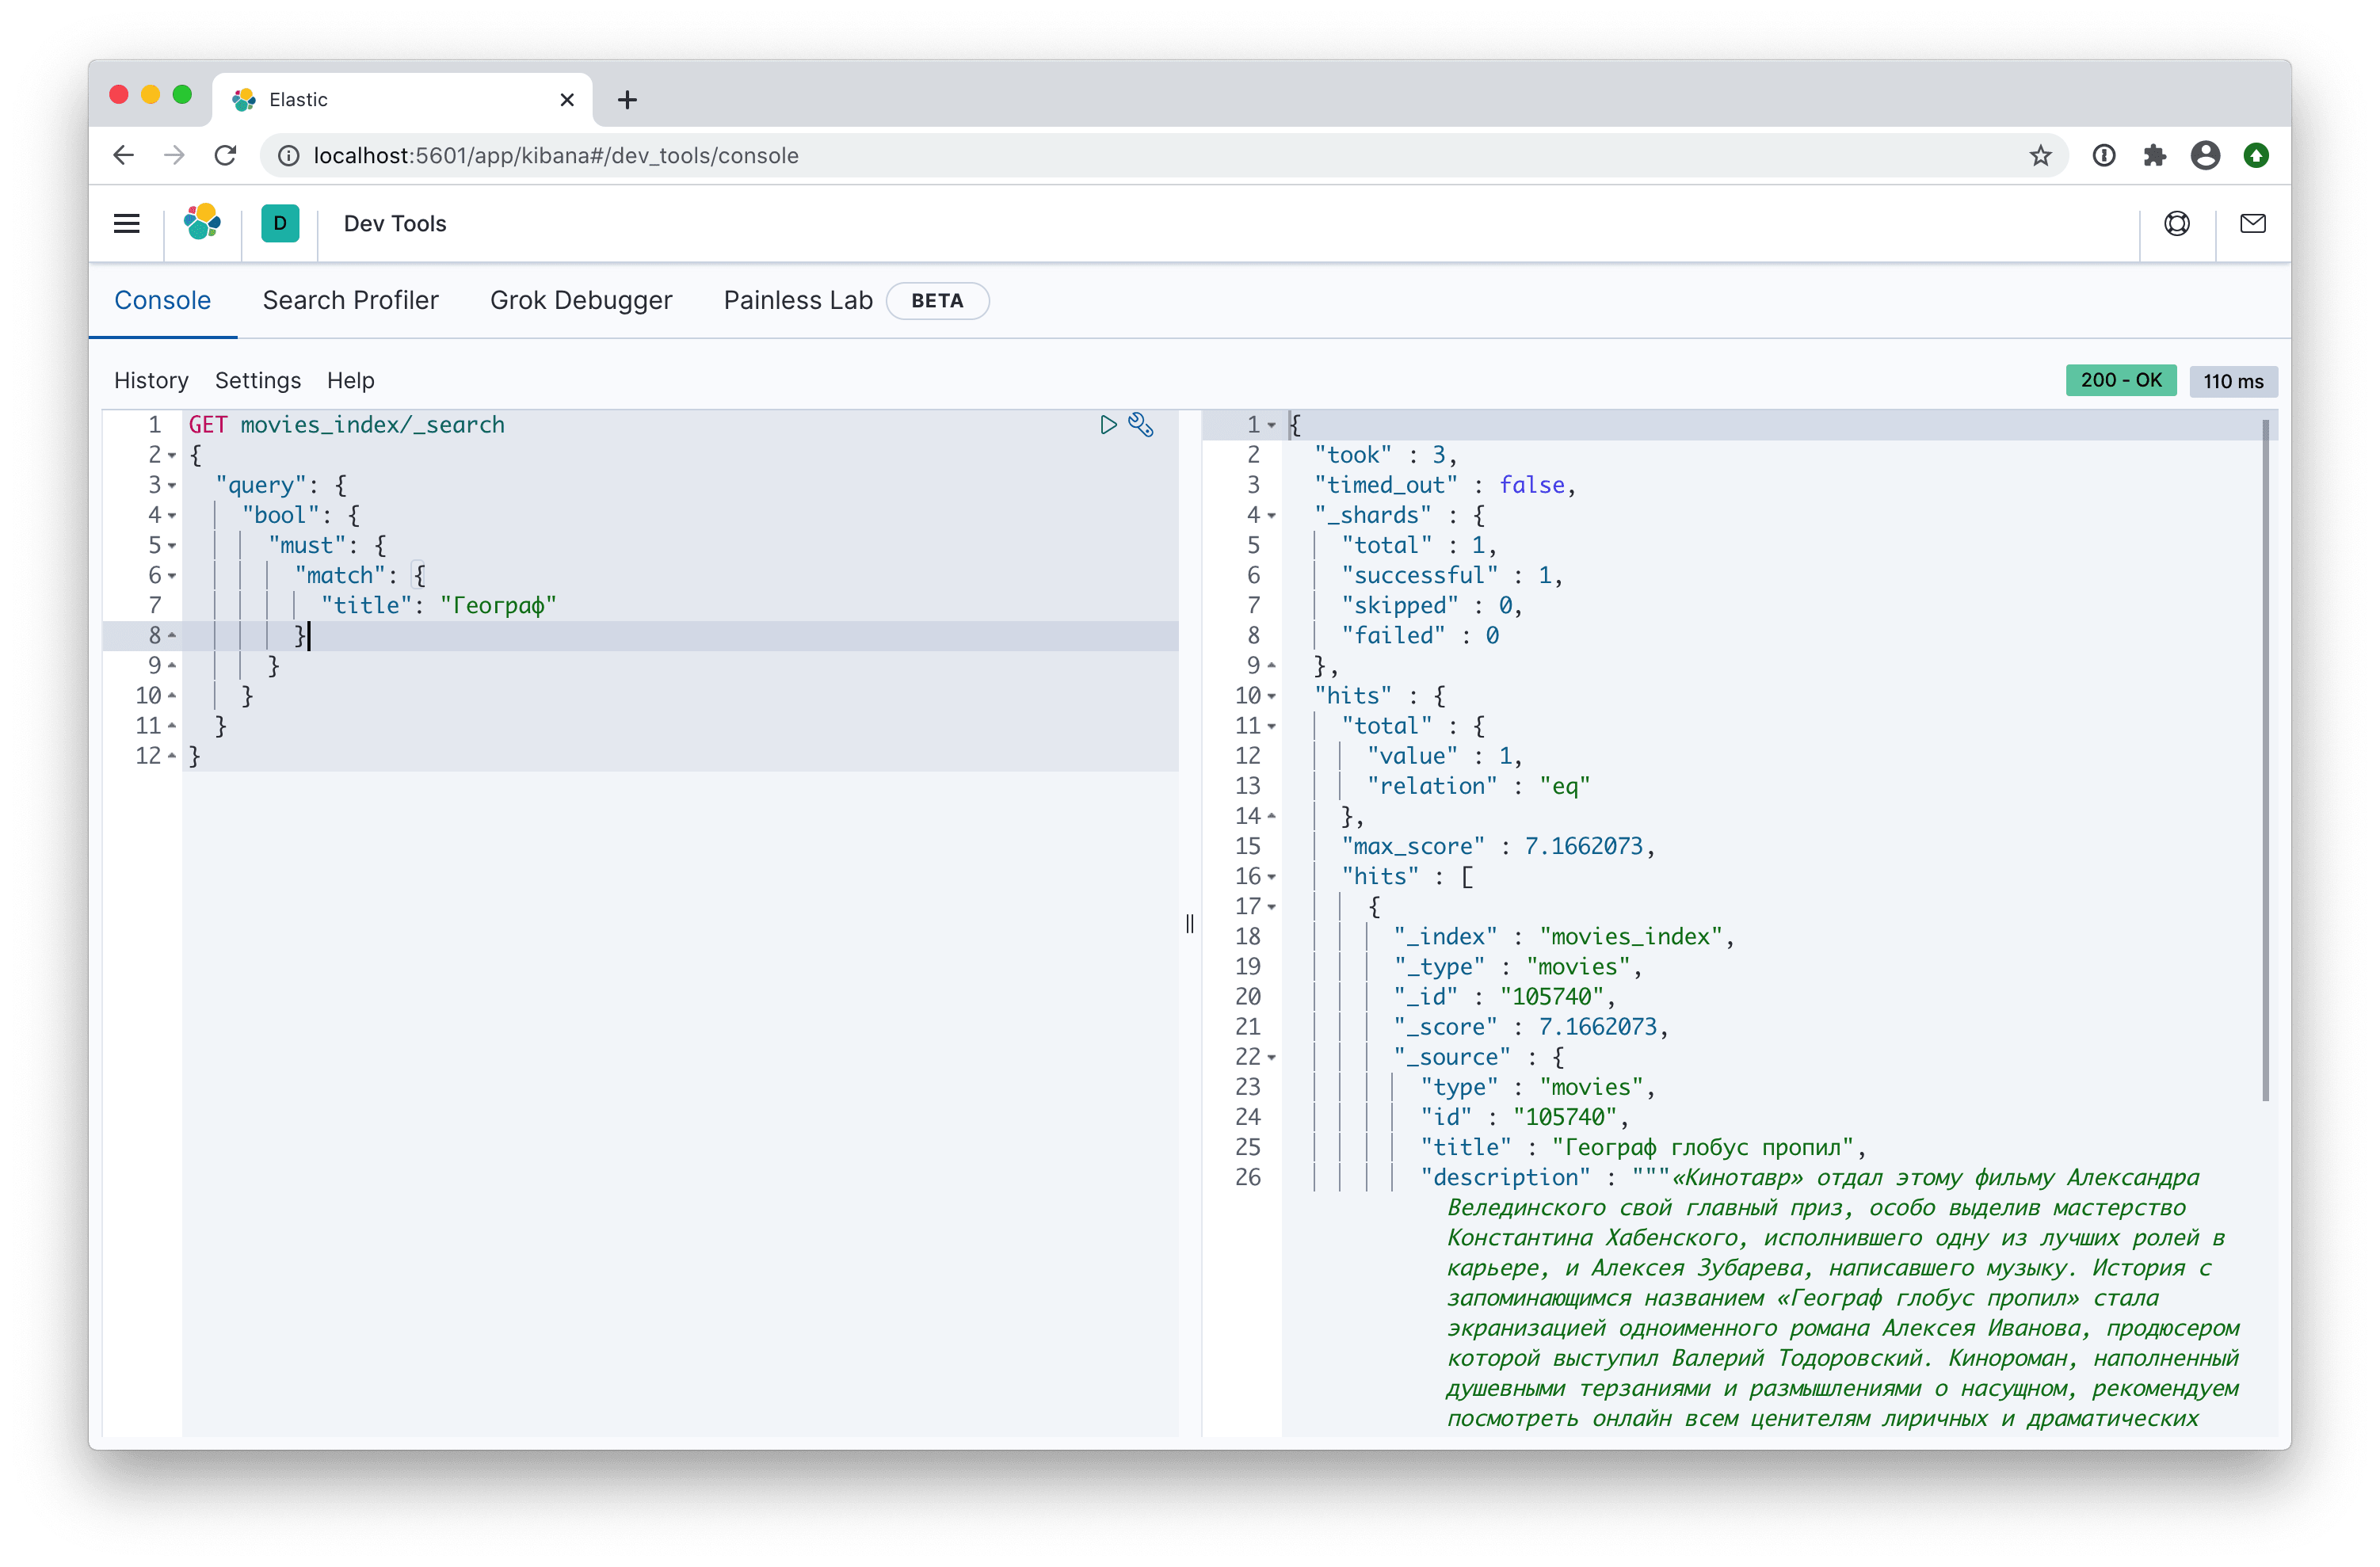 Elastic
localhost:5601/app/kibana#/dev_tools/console
D
Dev Tools
Console Search Profiler Grok Debugger Painless Lab BETA
History Settings Help
200 - OK 110 ms
1 GET movies_index/_search
2 {
3 "query": {
4 "bool": {
5 "must": {
6 "match": {
7 "title": "Географ"
8 }
9 }
10 }
11 }
12 }
1 {
2 "took" : 3,
3 "timed_out" : false,
4 "_shards" : {
5 "total" : 1,
6 "successful" : 1,
7 "skipped" : 0,
8 "failed" : 0
9 },
10 "hits" : {
11 "total" : {
12 "value" : 1,
13 "relation" : "eq"
14 },
15 "max_score" : 7.1662073,
16 "hits" : [
17 {
18 "_index" : "movies_index",
19 "_type" : "movies",
20 "_id" : "105740",
21 "_score" : 7.1662073,
22 "_source" : {
23 "type" : "movies",
24 "id" : "105740",
25 "title" : "Географ глобус пропил",
26 "description" : """«Кинотавр» отдал этому фильму Александра
Велединского свой главный приз, особо выделив мастерство
Константина Хабенского, исполнившего одну из лучших ролей в
карьере, и Алексея Зубарева, написавшего музыку. История с
запоминающимся названием «Географ глобус пропил» стала
экранизацией одноименного романа Алексея Иванова, продюсером
которой выступил Валерий Тодоровский. Кинороман, наполненный
душевными терзаниями и размышлениями о насущном, рекомендуем
посмотреть онлайн всем ценителям лиричных и драматических